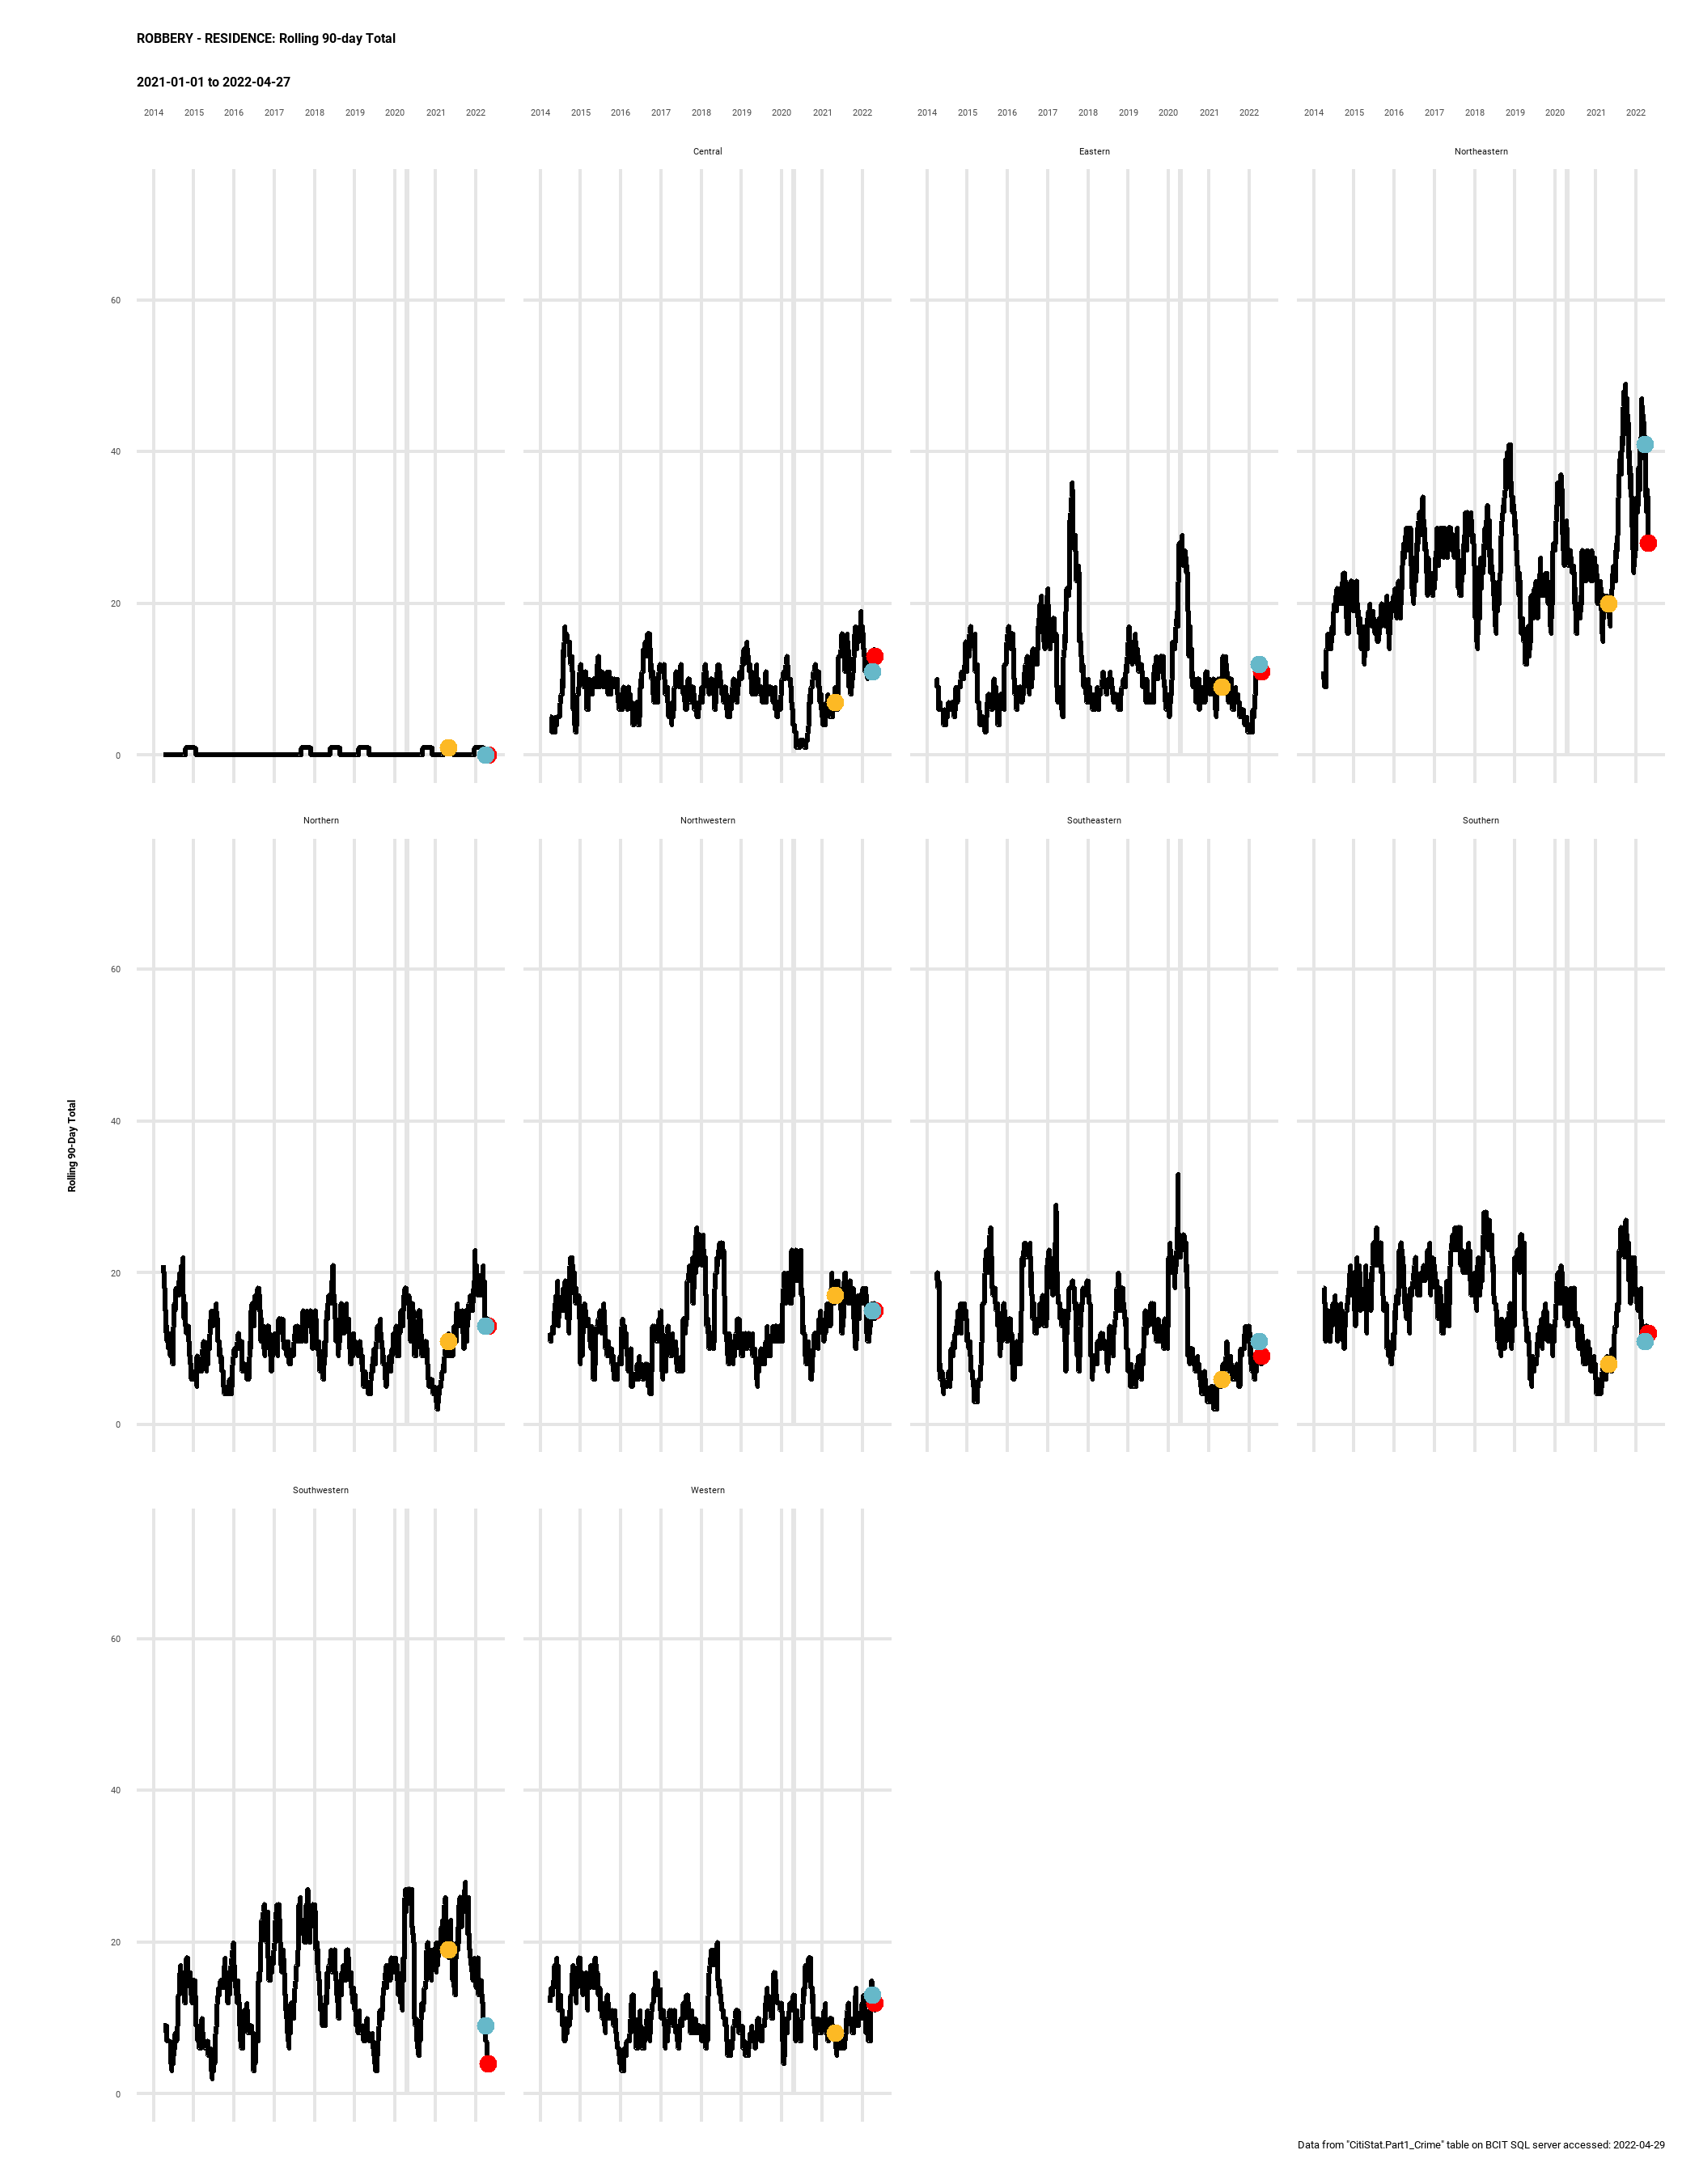 ROBBERY - RESIDENCE: Rolling 90-day Total
2021-01-01 to 2022-04-27
2014 2015 2016 2017 2018 2019 2020 2021 2022 2014 2015 2016 2017 2018 2019 2020 2021 2022 2014 2015 2016 2017 2018 2019 2020 2021 2022 2014 2015 2016 2017 2018 2019 2020 2021 2022
Central Eastern Northeastern
60
40
20
0
Northern Northwestern Southeastern Southern
60
40
20
0
Rolling 90-Day Total
Southwestern Western
60
40
20
0
Data from "CitiStat.Part1_Crime" table on BCIT SQL server accessed: 2022-04-29